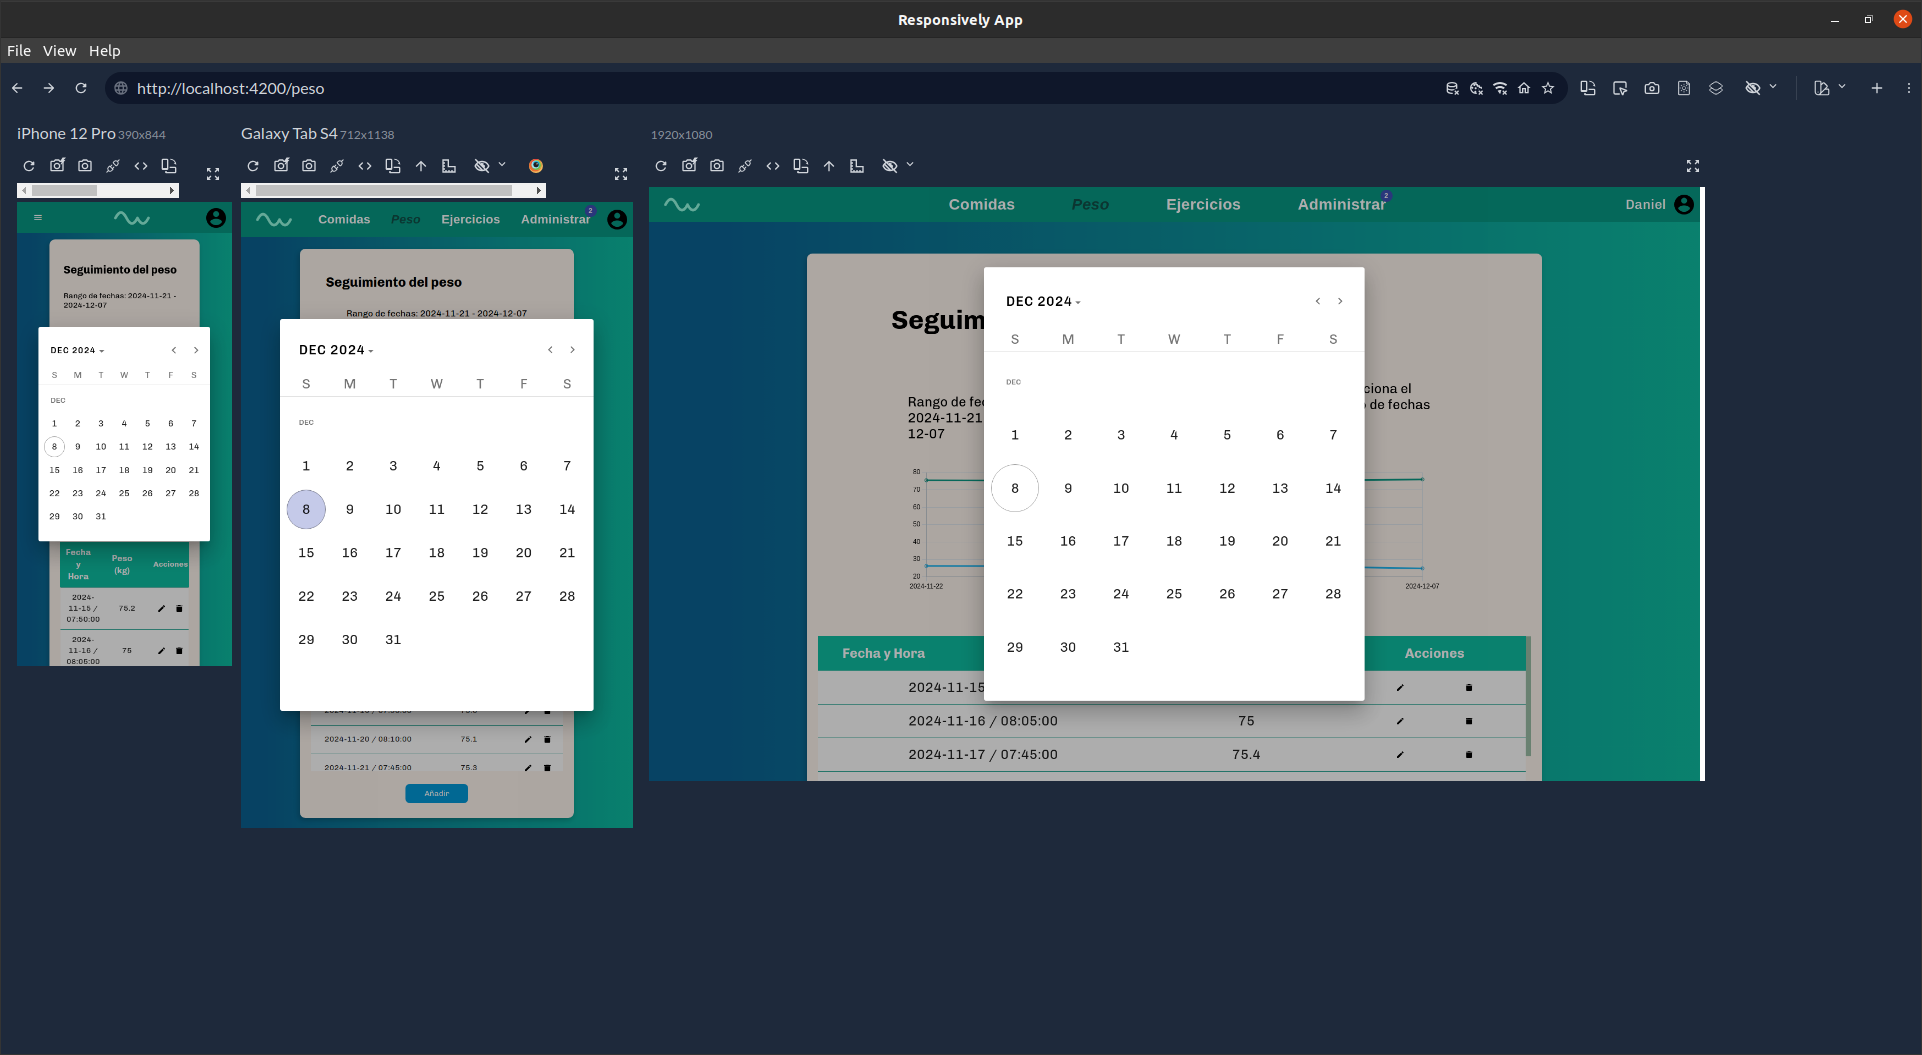 Responsively App
File View Help
http://localhost:4200/peso
iPhone 12 Pro 390x844
Seguimiento del peso
Rango de fechas: 2024-11-21 -
2024-12-07
DEC 2024
S M T W T F S
DEC
1 2 3 4 5 6 7
8 9 10 11 12 13 14
15 16 17 18 19 20 21
22 23 24 25 26 27 28
29 30 31
Fecha y Hora Peso (kg) Acciones
2024-11-15 / 07:50:00 75.2
2024-11-16 / 08:05:00 75
Galaxy Tab S4 712x1138
Comidas Peso Ejercicios Administrar 2
Seguimiento del peso
Rango de fechas: 2024-11-21 - 2024-12-07
DEC 2024
S M T W T F S
DEC
1 2 3 4 5 6 7
8 9 10 11 12 13 14
15 16 17 18 19 20 21
22 23 24 25 26 27 28
29 30 31
2024-11-20 / 08:10:00 75.1
2024-11-21 / 07:45:00 75.3
Añadir
1920x1080
Comidas Peso Ejercicios Administrar 2 Daniel
Seguim
Rango de fe
2024-11-21
12-07
ciona el
de fechas
DEC 2024
S M T W T F S
DEC
1 2 3 4 5 6 7
8 9 10 11 12 13 14
15 16 17 18 19 20 21
22 23 24 25 26 27 28
29 30 31
80
70
60
50
40
30
20
2024-11-22 2024-12-07
Fecha y Hora Acciones
2024-11-15
2024-11-16 / 08:05:00 75
2024-11-17 / 07:45:00 75.4